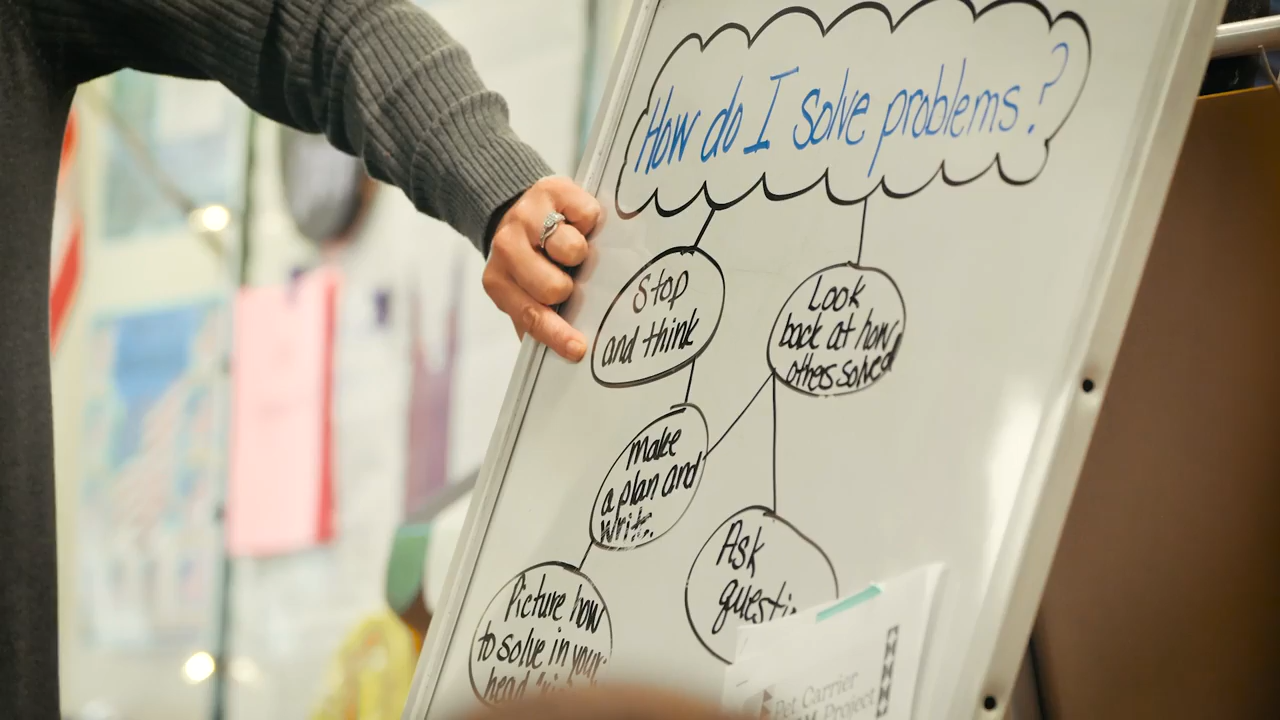 How do I solve problems?
Stop
and think
Look
back at how
others solved
Make
a plan and
write.
Ask
Picture how
to solve in your
head
Pet Carrier
Project